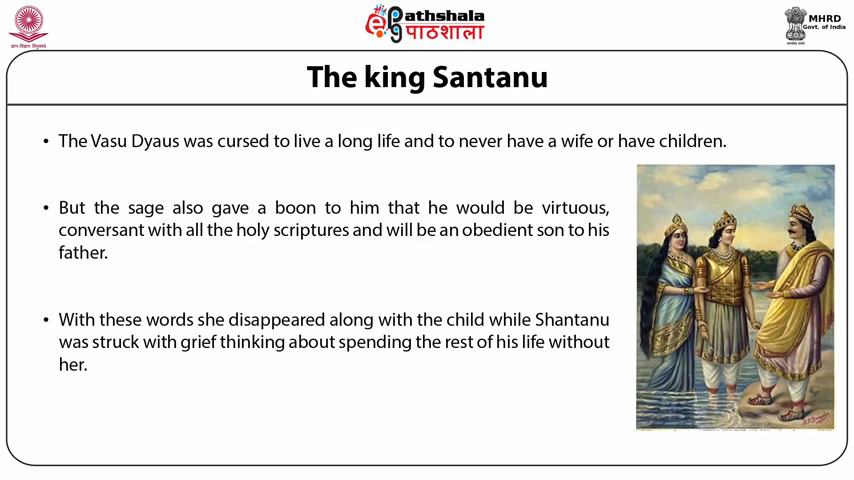 ePathshala
पाठशाला
MHRD
Govt. of India
The king Santanu
• The Vasu Dyaus was cursed to live a long life and to never have a wife or have children.
• But the sage also gave a boon to him that he would be virtuous,
conversant with all the holy scriptures and will be an obedient son to his
father.
• With these words she disappeared along with the child while Shantanu
was struck with grief thinking about spending the rest of his life without
her.